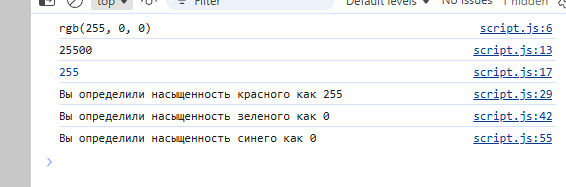 top
Filter
Default levels
No Issues
1 hidden
rgb(255, 0, 0) script.js:6
25500 script.js:13
255 script.js:17
Вы определили насыщенность красного как 255 script.js:29
Вы определили насыщенность зеленого как 0 script.js:42
Вы определили насыщенность синего как 0 script.js:55